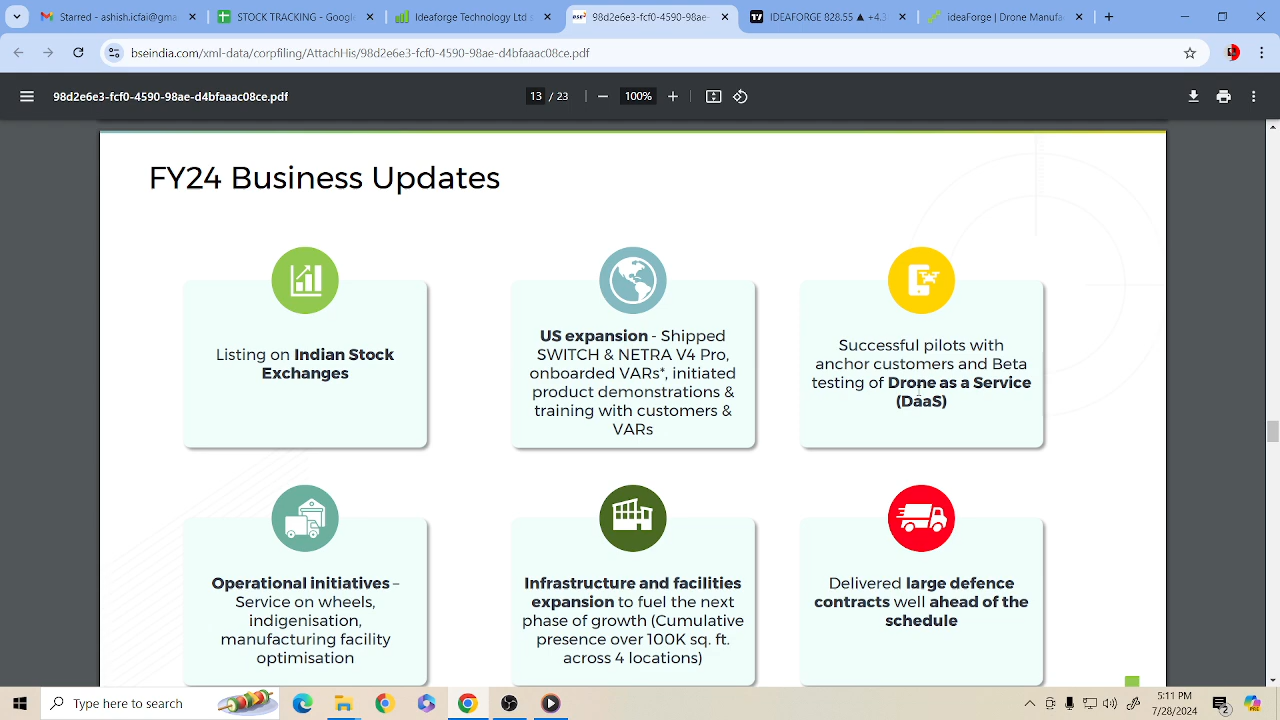 Starred - ashishcifa@gma
STOCK TRACKING - Google
Ideaforge Technology Ltd
98d2e6e3-fcf0-4590-98ae-
IDEAFORGE 785.55 ▲ +4.3
ideaForge | Drone Manufa
bseindia.com/xml-data/corpfiling/AttachHis/98d2e6e3-fcf0-4590-98ae-d4bfaaac08ce.pdf
98d2e6e3-fcf0-4590-98ae-d4bfaaac08ce.pdf
13 / 23
100%
FY24 Business Updates
Listing on Indian Stock
Exchanges
US expansion - Shipped
SWITCH & NETRA V4 Pro,
onboarded VARs*, initiated
product demonstrations &
training with customers &
VARs
Successful pilots with
anchor customers and Beta
testing of Drone as a Service
(DaaS)
Operational initiatives –
Service on wheels,
indigenisation,
manufacturing facility
optimisation
Infrastructure and facilities
expansion to fuel the next
phase of growth (Cumulative
presence over 100K sq. ft.
across 4 locations)
Delivered large defence
contracts well ahead of the
schedule
Type here to search
5:11 PM
7/28/2024
2